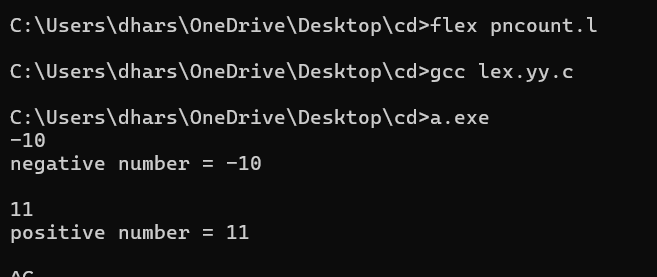 C:\Users\dhars\OneDrive\Desktop\cd>flex pncount.l
C:\Users\dhars\OneDrive\Desktop\cd>gcc lex.yy.c
C:\Users\dhars\OneDrive\Desktop\cd>a.exe
-10
negative number = -10
11
positive number = 11
^C